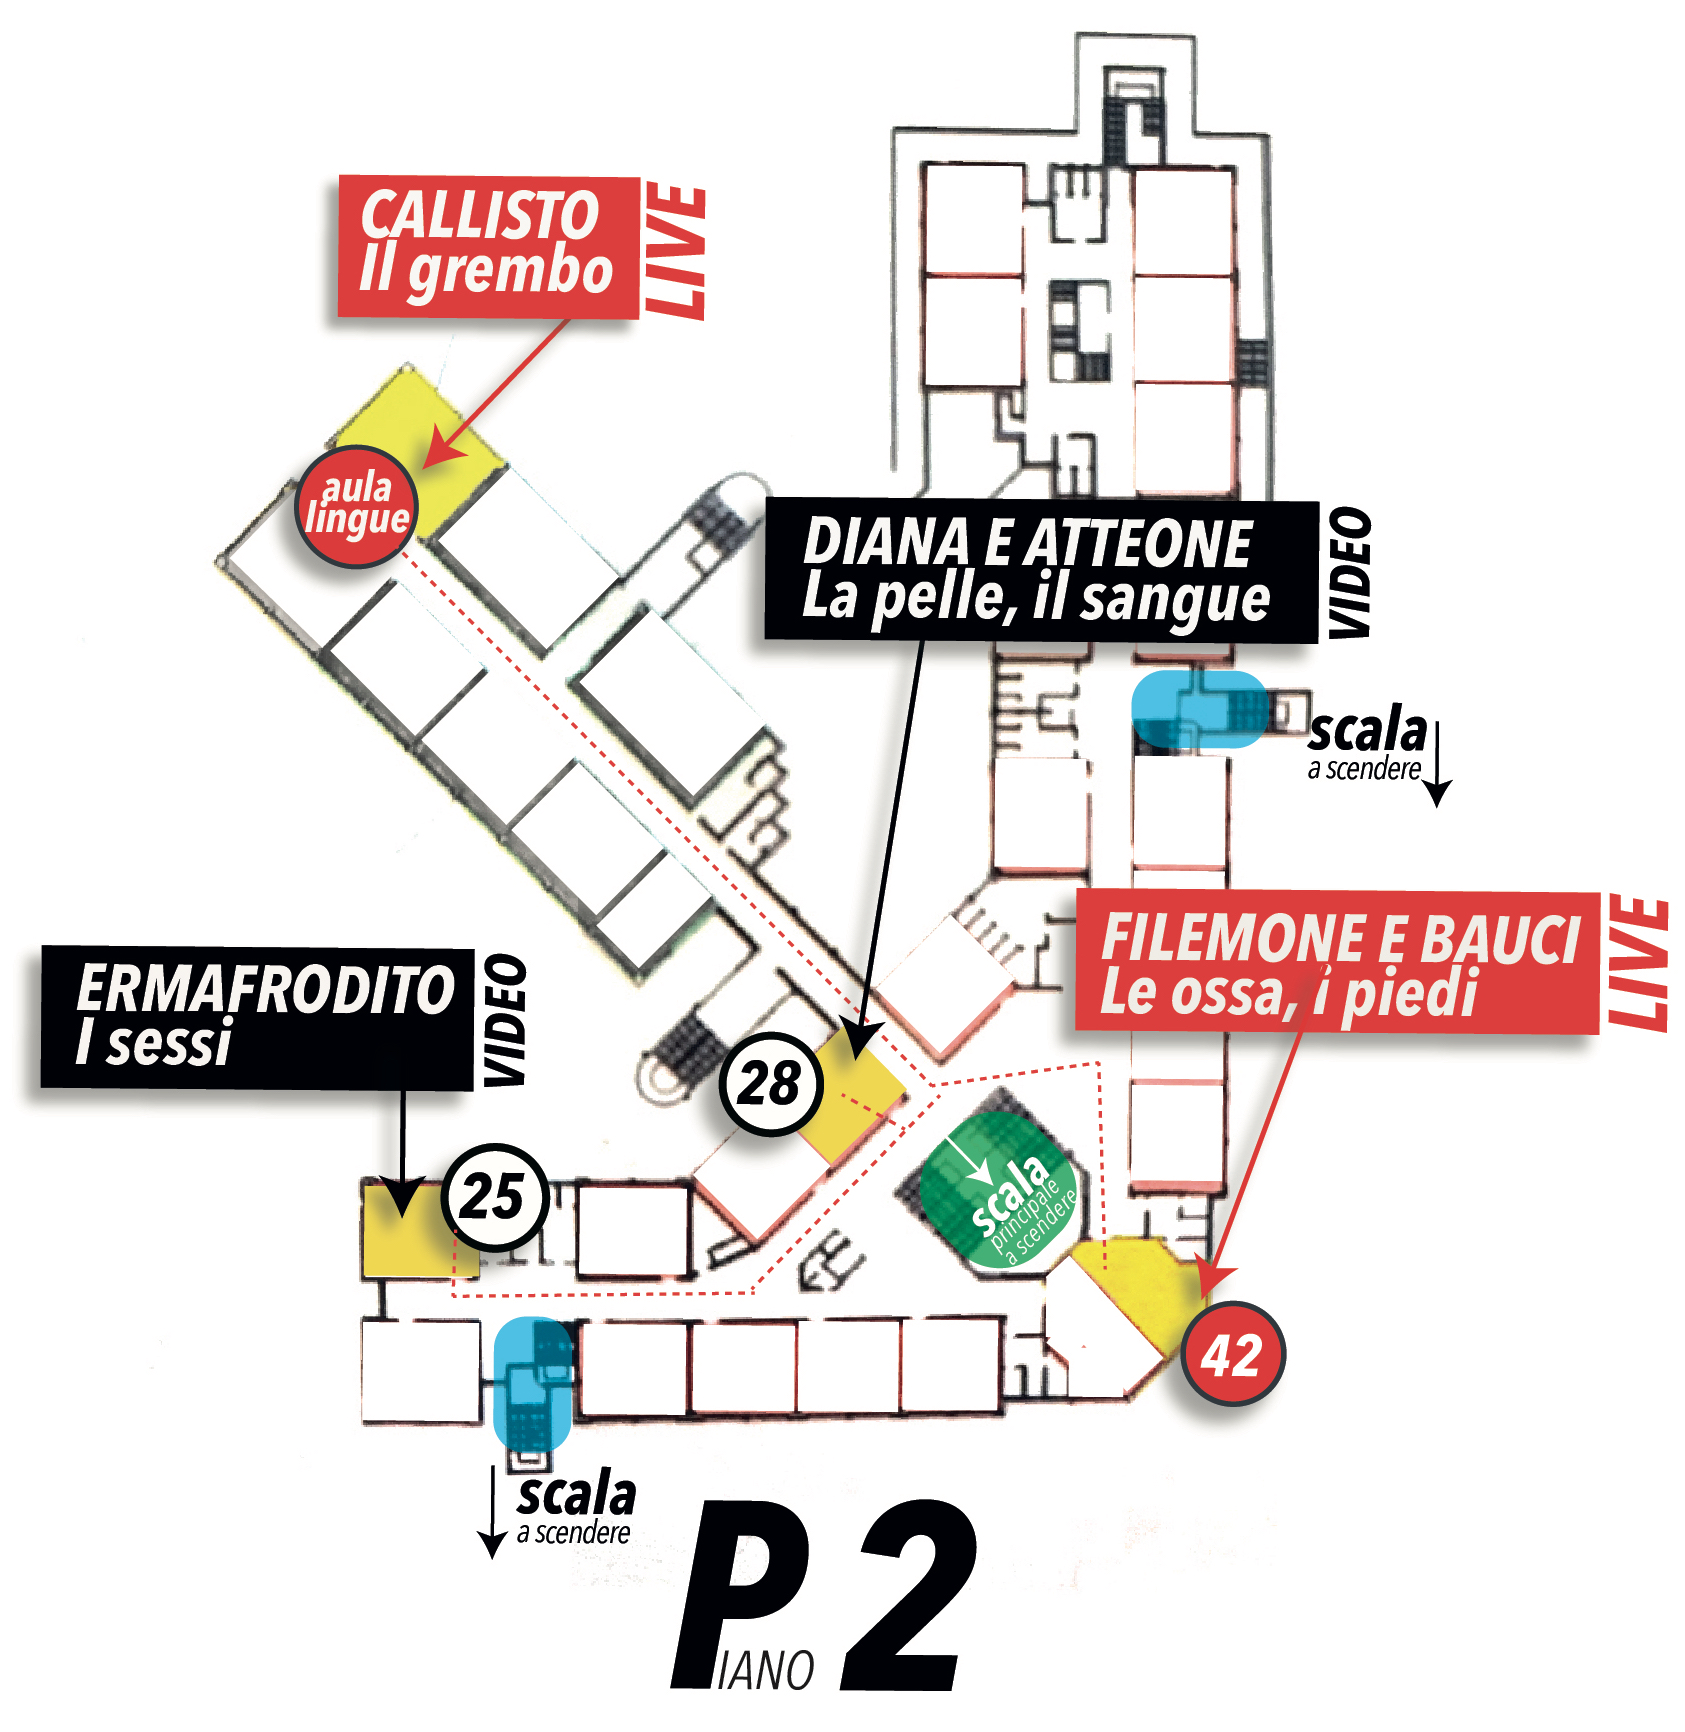 CALLISTO
Il grembo
LIVE
aula
lingue
DIANA E ATTEONE
La pelle, il sangue
VIDEO
scala
a scendere
FILEMONE E BAUCI
Le ossa, i piedi
LIVE
ERMAFRODITO
I sessi
VIDEO
28
25
scala
principale
a scendere
42
scala
a scendere
PIANO 2